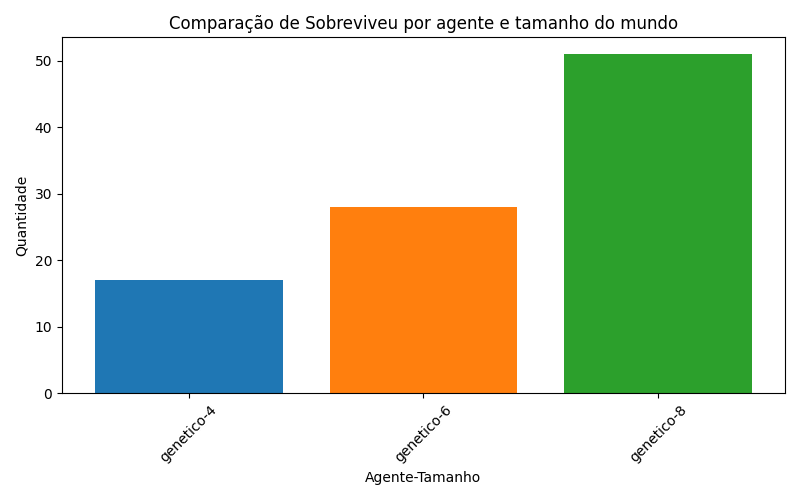 Comparação de Sobreviveu por agente e tamanho do mundo
Quantidade
50
40
30
20
10
0
genetico-4
genetico-6
genetico-8
Agente-Tamanho